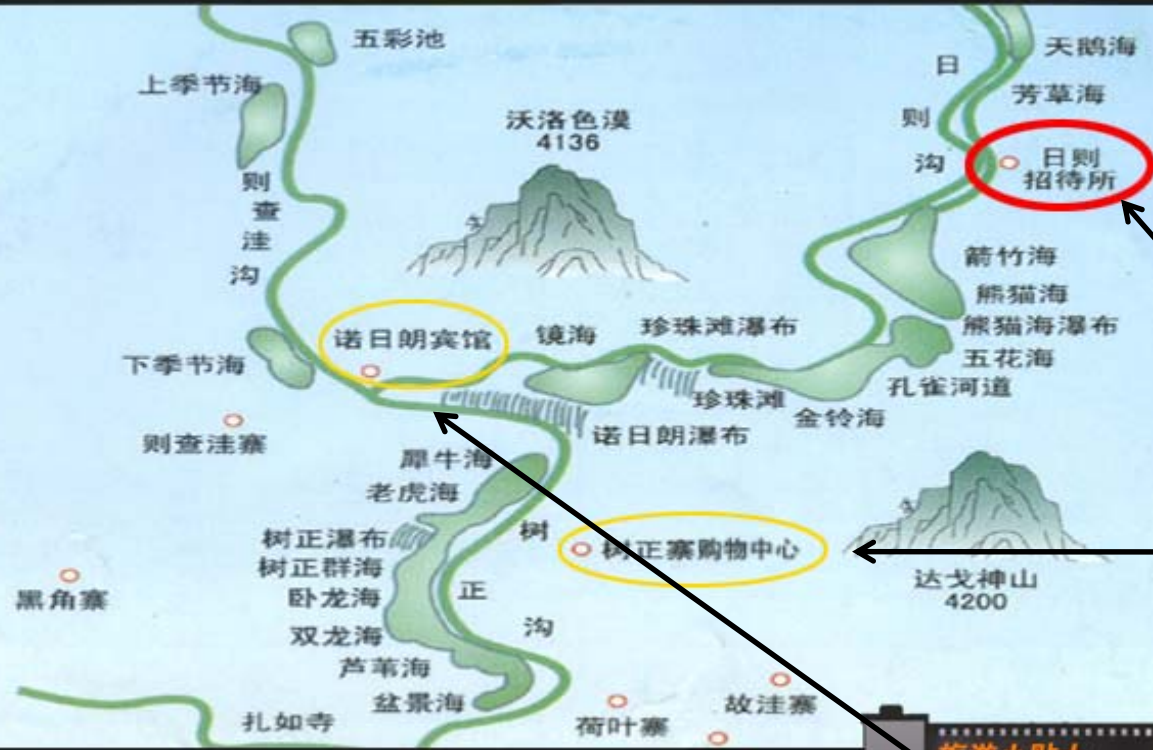 五彩池
天鹅海
上季节海
日则沟
芳草海
沃洛色漠
4136
日则
招待所
则查洼沟
箭竹海
熊猫海
诺日朗宾馆
镜海
珍珠滩瀑布
熊猫海瀑布
五花海
下季节海
孔雀河道
珍珠滩
金铃海
则查洼寨
诺日朗瀑布
犀牛海
老虎海
树正沟
树正瀑布
树正寨购物中心
树正群海
达戈神山
4200
黑角寨
卧龙海
双龙海
芦苇海
盆景海
故洼寨
扎如寺
荷叶寨